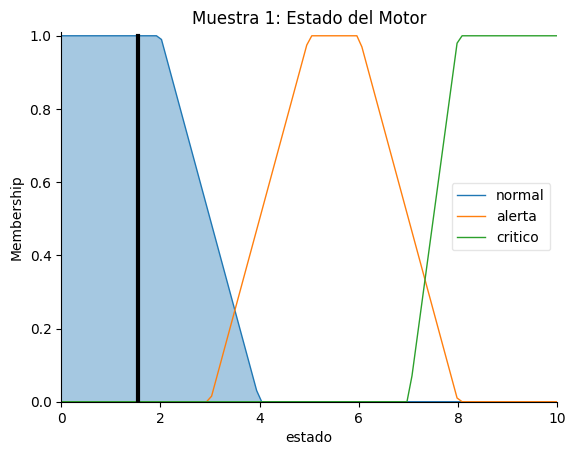 Muestra 1: Estado del Motor
Membership
1.0
0.8
0.6
0.4
0.2
0.0
normal
alerta
critico
0 2 4 6 8 10
estado